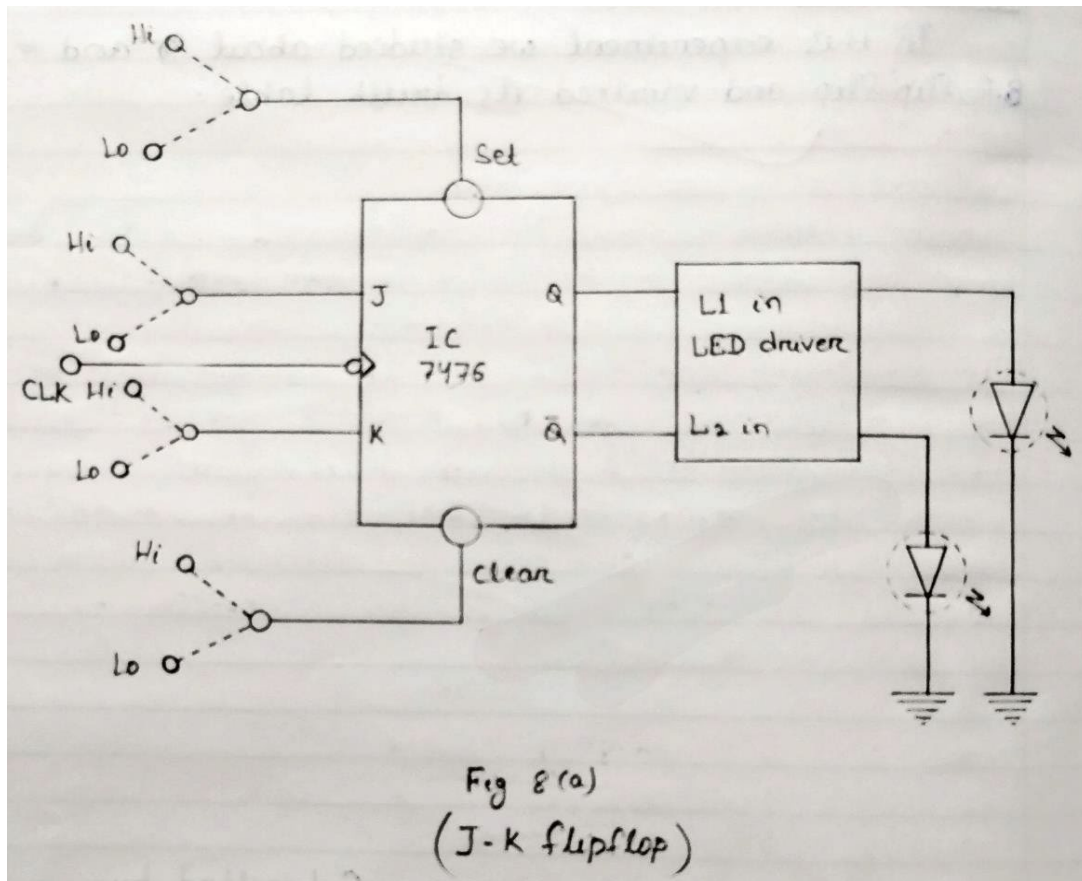 Hi
Lo
Set
Hi
J
Q
L1 in
Lo
IC
LED driver
7476
CLK Hi
K
Q̄
L2 in
Lo
Hi
Clear
Lo
Fig 8(a)
(J-K flipflop)